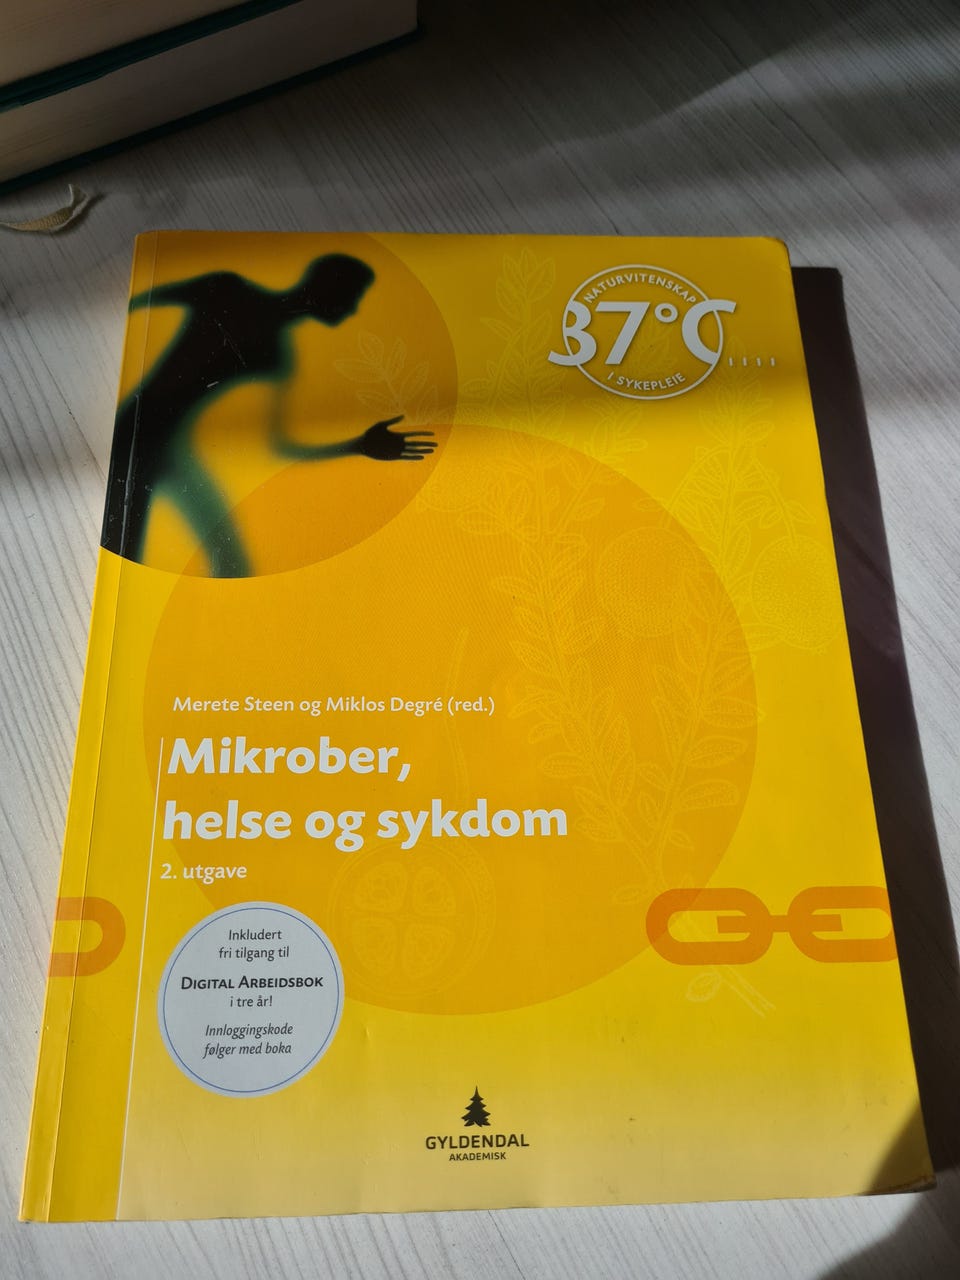 NATURVITENSKAP
37°C
I SYKEPLEIE
Merete Steen og Miklos Degré (red.)
Mikrober,
helse og sykdom
2. utgave
Inkludert
fri tilgang til
DIGITAL ARBEIDSBOK
i tre år!
Innloggingskode
følger med boka
GYLDENDAL
AKADEMISK